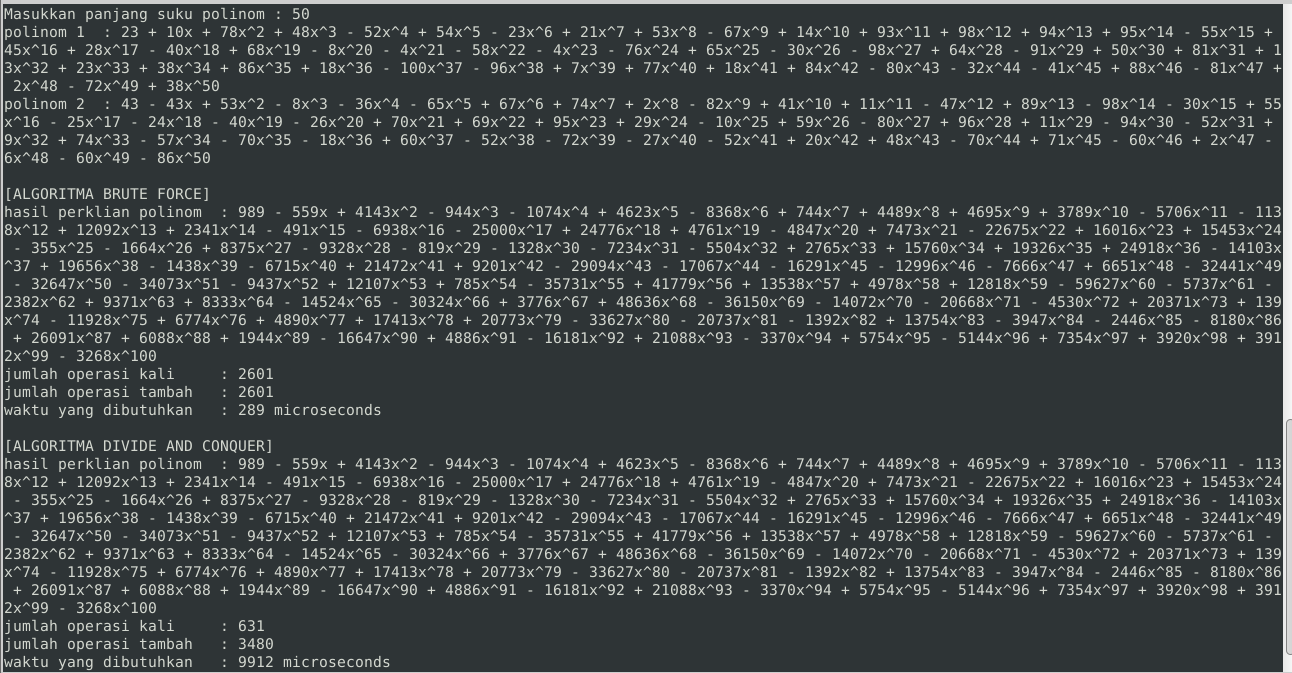 Masukkan panjang suku polinom : 50
polinom 1  : 23 + 10x + 78x^2 + 48x^3 - 52x^4 + 54x^5 - 23x^6 + 21x^7 + 53x^8 - 67x^9 + 14x^10 + 93x^11 + 98x^12 + 94x^13 + 95x^14 - 55x^15 +
45x^16 + 28x^17 - 40x^18 + 68x^19 - 8x^20 - 4x^21 - 58x^22 - 4x^23 - 76x^24 + 65x^25 - 30x^26 - 98x^27 + 64x^28 - 91x^29 + 50x^30 + 81x^31 + 1
3x^32 + 23x^33 + 38x^34 + 86x^35 + 18x^36 - 100x^37 - 96x^38 + 7x^39 + 77x^40 + 18x^41 + 84x^42 - 80x^43 - 32x^44 - 41x^45 + 88x^46 - 81x^47 +
 2x^48 - 72x^49 + 38x^50
polinom 2  : 43 - 43x + 53x^2 - 8x^3 - 36x^4 - 65x^5 + 67x^6 + 74x^7 + 2x^8 - 82x^9 + 41x^10 + 11x^11 - 47x^12 + 89x^13 - 98x^14 - 30x^15 + 55
x^16 - 25x^17 - 24x^18 - 40x^19 - 26x^20 + 70x^21 + 69x^22 + 95x^23 + 29x^24 - 10x^25 + 59x^26 - 80x^27 + 96x^28 + 11x^29 - 94x^30 - 52x^31 +
9x^32 + 74x^33 - 57x^34 - 70x^35 - 18x^36 + 60x^37 - 52x^38 - 72x^39 - 27x^40 - 52x^41 + 20x^42 + 48x^43 - 70x^44 + 71x^45 - 60x^46 + 2x^47 -
6x^48 - 60x^49 - 86x^50
[ALGORITMA BRUTE FORCE]
hasil perklian polinom  : 989 - 559x + 4143x^2 - 944x^3 - 1074x^4 + 4623x^5 - 8368x^6 + 744x^7 + 4489x^8 + 4695x^9 + 3789x^10 - 5706x^11 - 113
8x^12 + 12092x^13 + 2341x^14 - 491x^15 - 6938x^16 - 25000x^17 + 24776x^18 + 4761x^19 - 4847x^20 + 7473x^21 - 22675x^22 + 16016x^23 + 15453x^24
 - 355x^25 - 1664x^26 + 8375x^27 - 9328x^28 - 819x^29 - 1328x^30 - 7234x^31 - 5504x^32 + 2765x^33 + 15760x^34 + 19326x^35 + 24918x^36 - 14103x
^37 + 19656x^38 - 1438x^39 - 6715x^40 + 21472x^41 + 9201x^42 - 29094x^43 - 17067x^44 - 16291x^45 - 12996x^46 - 7666x^47 + 6651x^48 - 32441x^49
 - 32647x^50 - 34073x^51 - 9437x^52 + 12107x^53 + 785x^54 - 35731x^55 + 41779x^56 + 13538x^57 + 4978x^58 + 12818x^59 - 59627x^60 - 5737x^61 -
2382x^62 + 9371x^63 + 8333x^64 - 14524x^65 - 30324x^66 + 3776x^67 + 48636x^68 - 36150x^69 - 14072x^70 - 20668x^71 - 4530x^72 + 20371x^73 + 139
x^74 - 11928x^75 + 6774x^76 + 4890x^77 + 17413x^78 + 20773x^79 - 33627x^80 - 20737x^81 - 1392x^82 + 13754x^83 - 3947x^84 - 2446x^85 - 8180x^86
 + 26091x^87 + 6088x^88 + 1944x^89 - 16647x^90 + 4886x^91 - 16181x^92 + 21088x^93 - 3370x^94 + 5754x^95 - 5144x^96 + 7354x^97 + 3920x^98 + 391
2x^99 - 3268x^100
jumlah operasi kali     : 2601
jumlah operasi tambah   : 2601
waktu yang dibutuhkan   : 289 microseconds
[ALGORITMA DIVIDE AND CONQUER]
hasil perklian polinom  : 989 - 559x + 4143x^2 - 944x^3 - 1074x^4 + 4623x^5 - 8368x^6 + 744x^7 + 4489x^8 + 4695x^9 + 3789x^10 - 5706x^11 - 113
8x^12 + 12092x^13 + 2341x^14 - 491x^15 - 6938x^16 - 25000x^17 + 24776x^18 + 4761x^19 - 4847x^20 + 7473x^21 - 22675x^22 + 16016x^23 + 15453x^24
 - 355x^25 - 1664x^26 + 8375x^27 - 9328x^28 - 819x^29 - 1328x^30 - 7234x^31 - 5504x^32 + 2765x^33 + 15760x^34 + 19326x^35 + 24918x^36 - 14103x
^37 + 19656x^38 - 1438x^39 - 6715x^40 + 21472x^41 + 9201x^42 - 29094x^43 - 17067x^44 - 16291x^45 - 12996x^46 - 7666x^47 + 6651x^48 - 32441x^49
 - 32647x^50 - 34073x^51 - 9437x^52 + 12107x^53 + 785x^54 - 35731x^55 + 41779x^56 + 13538x^57 + 4978x^58 + 12818x^59 - 59627x^60 - 5737x^61 -
2382x^62 + 9371x^63 + 8333x^64 - 14524x^65 - 30324x^66 + 3776x^67 + 48636x^68 - 36150x^69 - 14072x^70 - 20668x^71 - 4530x^72 + 20371x^73 + 139
x^74 - 11928x^75 + 6774x^76 + 4890x^77 + 17413x^78 + 20773x^79 - 33627x^80 - 20737x^81 - 1392x^82 + 13754x^83 - 3947x^84 - 2446x^85 - 8180x^86
 + 26091x^87 + 6088x^88 + 1944x^89 - 16647x^90 + 4886x^91 - 16181x^92 + 21088x^93 - 3370x^94 + 5754x^95 - 5144x^96 + 7354x^97 + 3920x^98 + 391
2x^99 - 3268x^100
jumlah operasi kali     : 631
jumlah operasi tambah   : 3480
waktu yang dibutuhkan   : 9912 microseconds